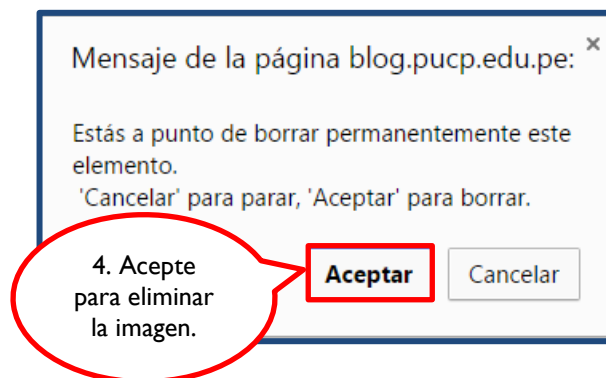 Mensaje de la página blog.pucp.edu.pe:
×
Estás a punto de borrar permanentemente este
elemento.
'Cancelar' para parar, 'Aceptar' para borrar.
4. Acepte
para eliminar
la imagen.
Aceptar
Cancelar